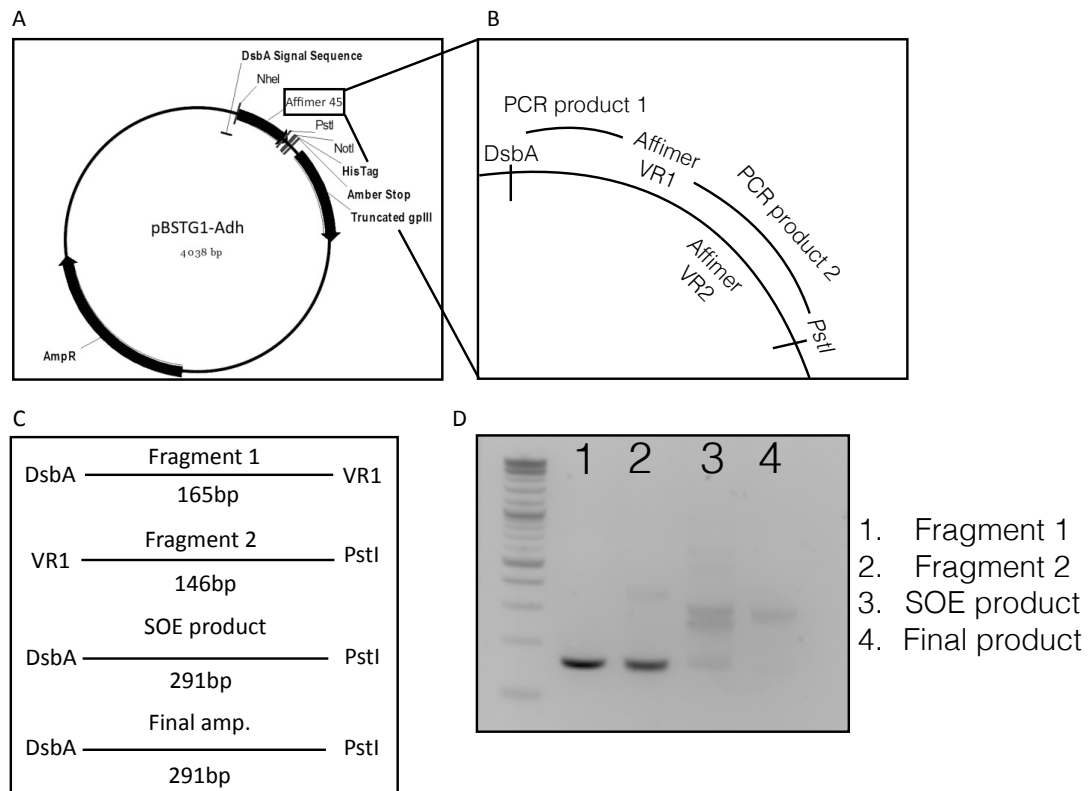 A
DsbA Signal Sequence
NheI
Affimer 45
PstI
NotI
HisTag
Amber Stop
Truncated gpIII
pBSTG1-Adh
4038 bp
AmpR
B
PCR product 1
DsbA
Affimer
VR1
PCR product 2
Affimer
VR2
PstI
C
Fragment 1
DsbA VR1
165bp
Fragment 2
VR1 PstI
146bp
SOE product
DsbA PstI
291bp
Final amp.
DsbA PstI
291bp
D
1 2 3 4
1. Fragment 1
2. Fragment 2
3. SOE product
4. Final product